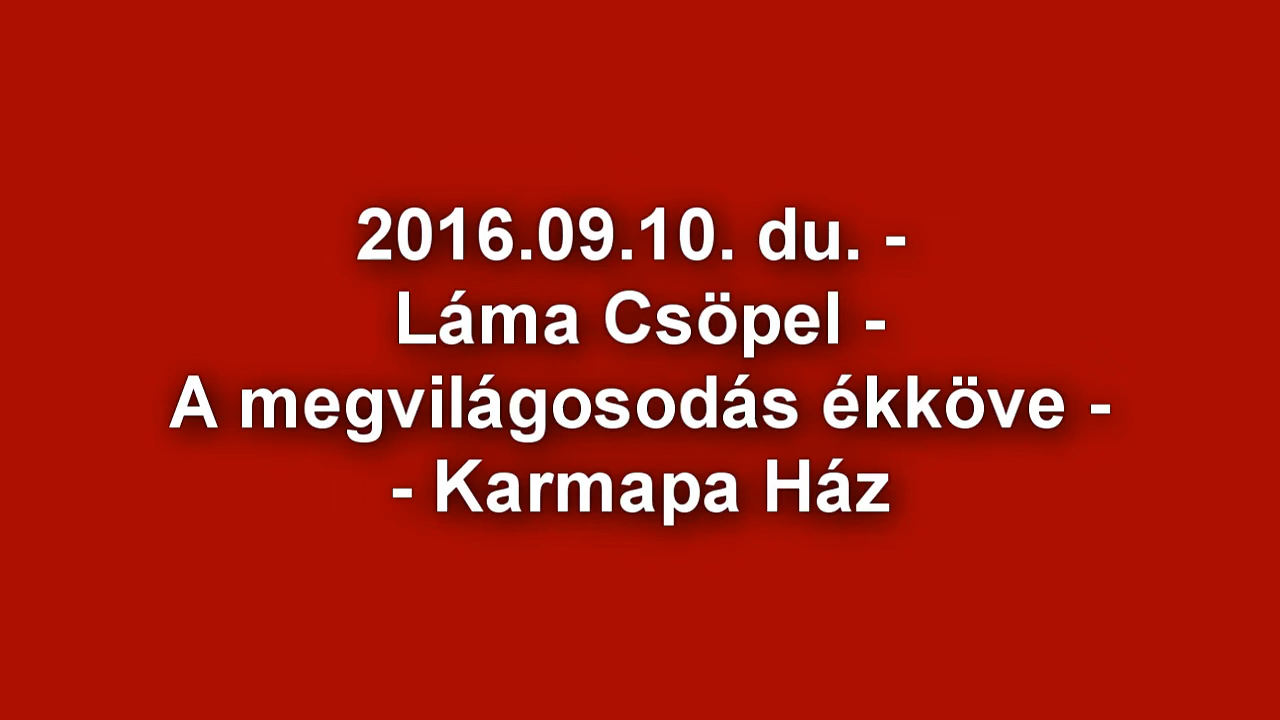 2016.09.10. du. -
Láma Csöpel -
A megvilágosodás ékköve -
- Karmapa Ház